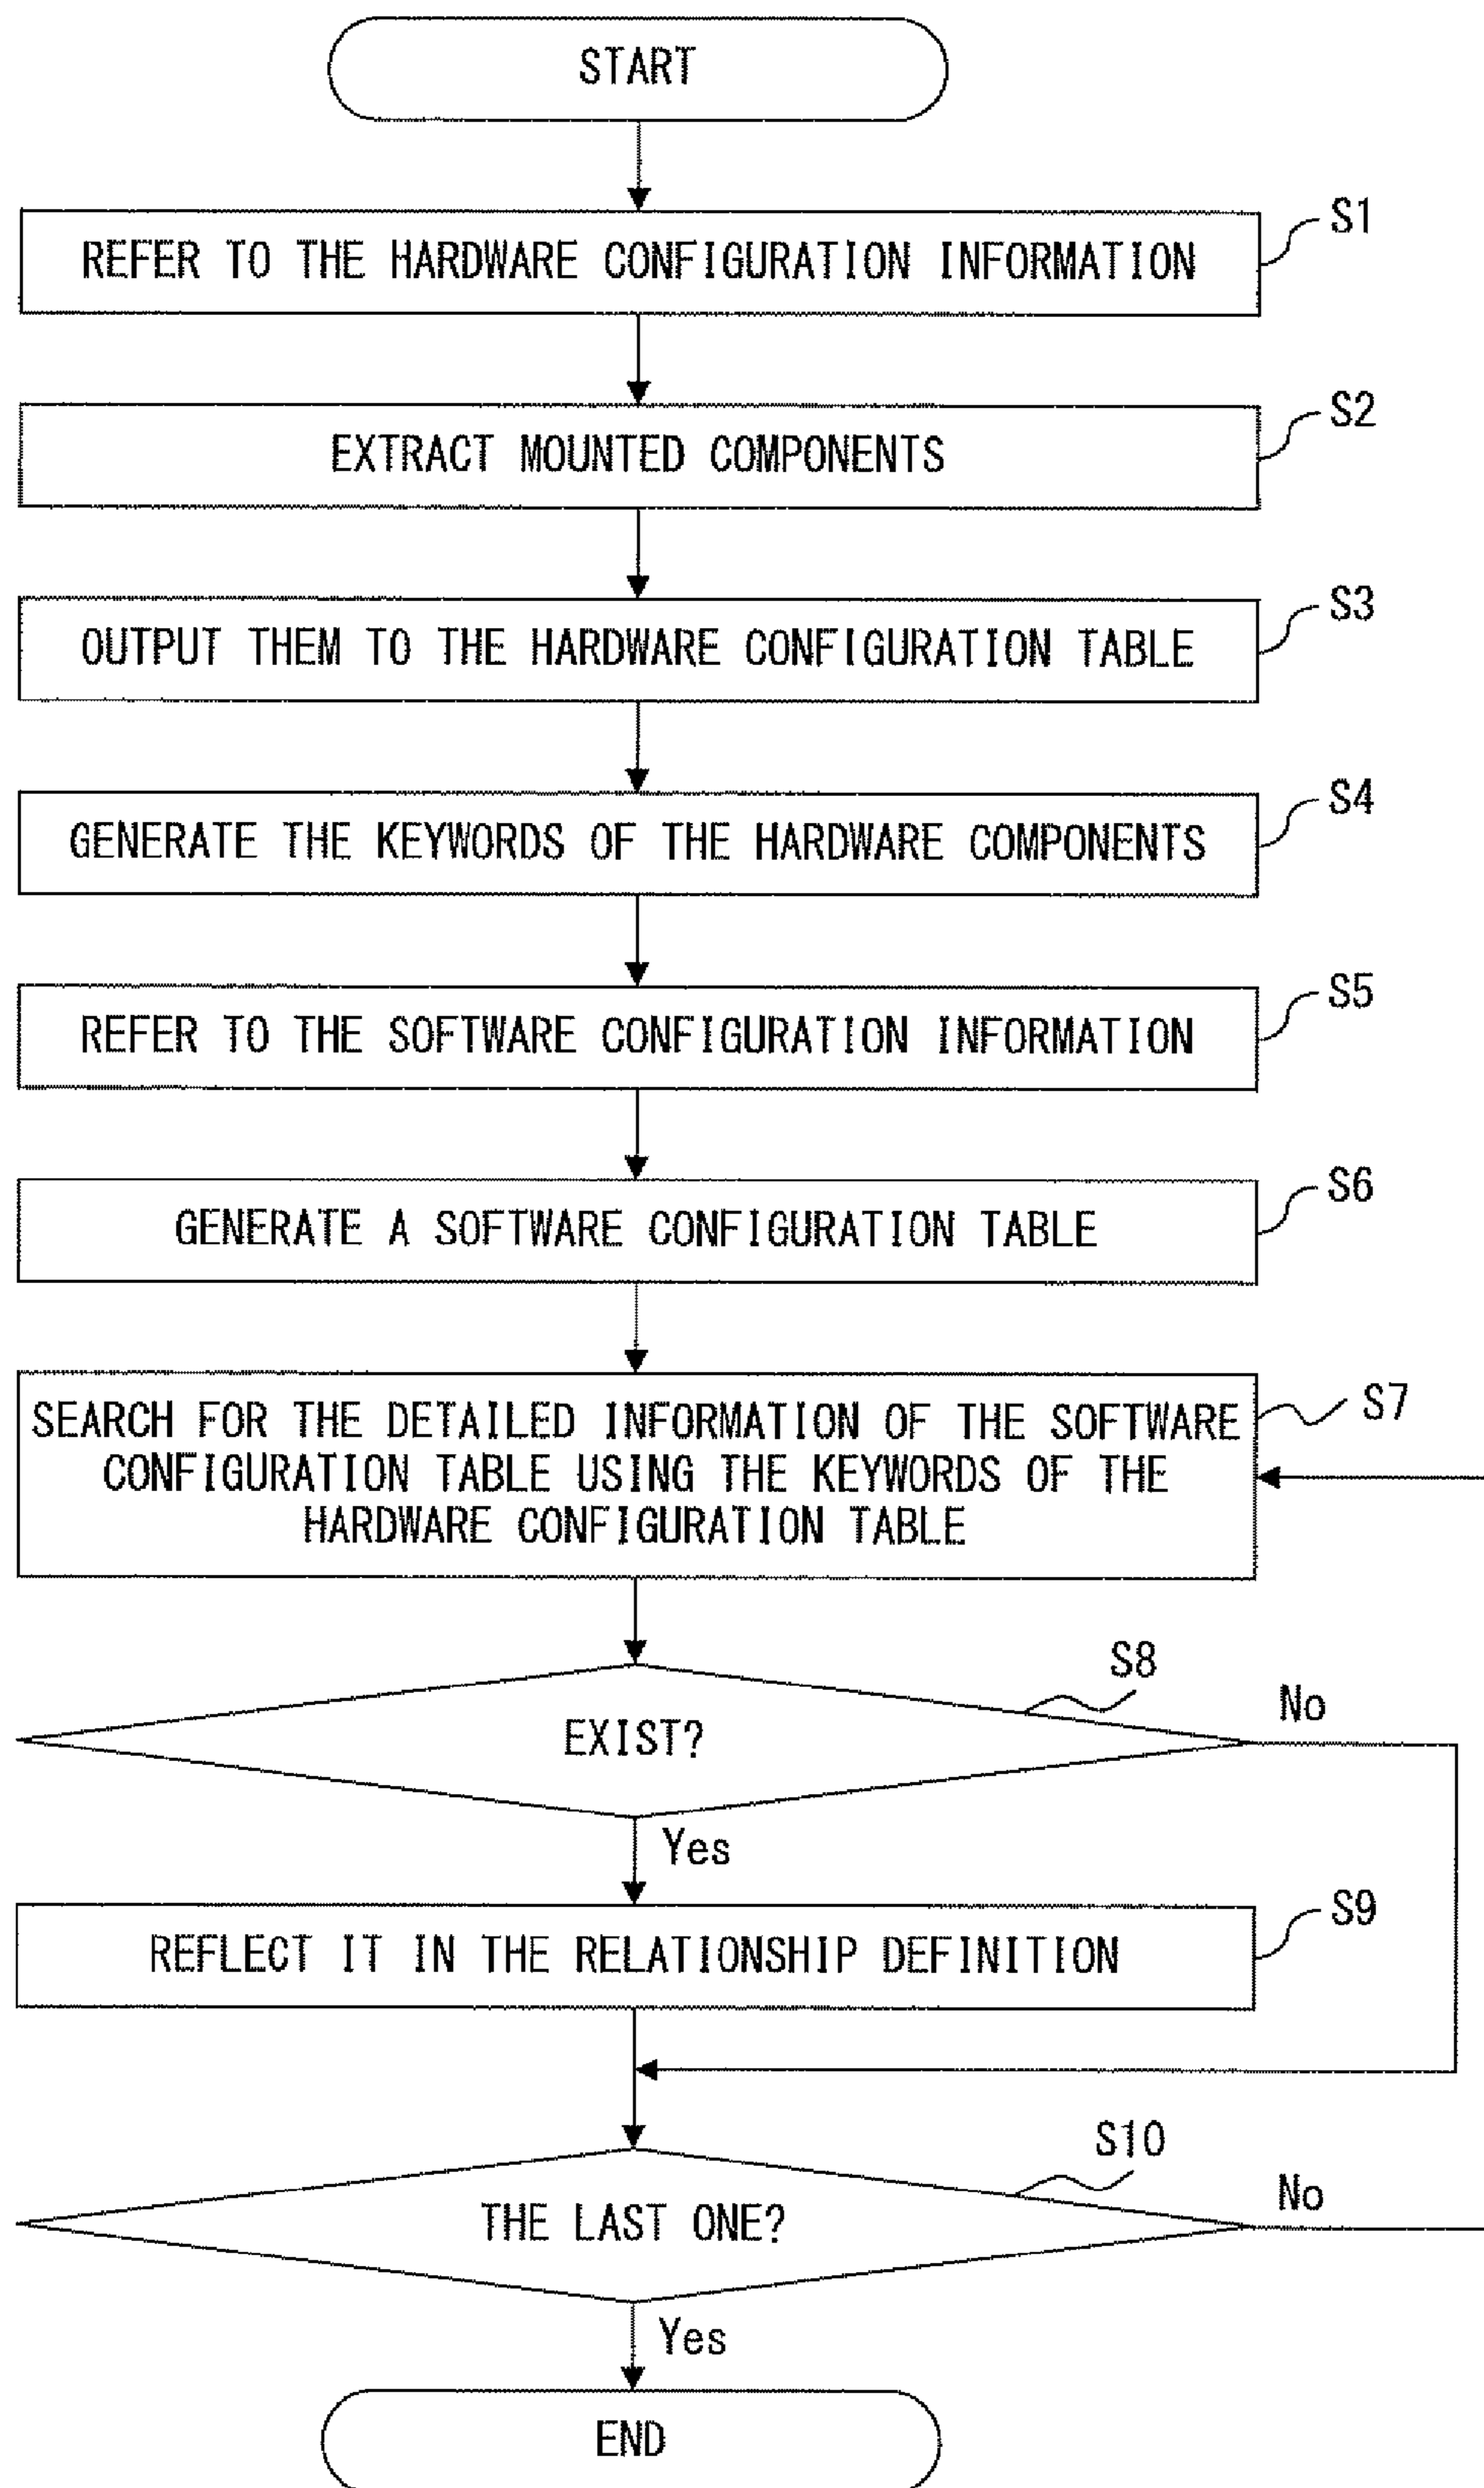 START
REFER TO THE HARDWARE CONFIGURATION INFORMATION
S1
EXTRACT MOUNTED COMPONENTS
S2
OUTPUT THEM TO THE HARDWARE CONFIGURATION TABLE
S3
GENERATE THE KEYWORDS OF THE HARDWARE COMPONENTS
S4
REFER TO THE SOFTWARE CONFIGURATION INFORMATION
S5
GENERATE A SOFTWARE CONFIGURATION TABLE
S6
SEARCH FOR THE DETAILED INFORMATION OF THE SOFTWARE
CONFIGURATION TABLE USING THE KEYWORDS OF THE
HARDWARE CONFIGURATION TABLE
S7
S8
EXIST?
No
Yes
REFLECT IT IN THE RELATIONSHIP DEFINITION
S9
S10
THE LAST ONE?
No
Yes
END